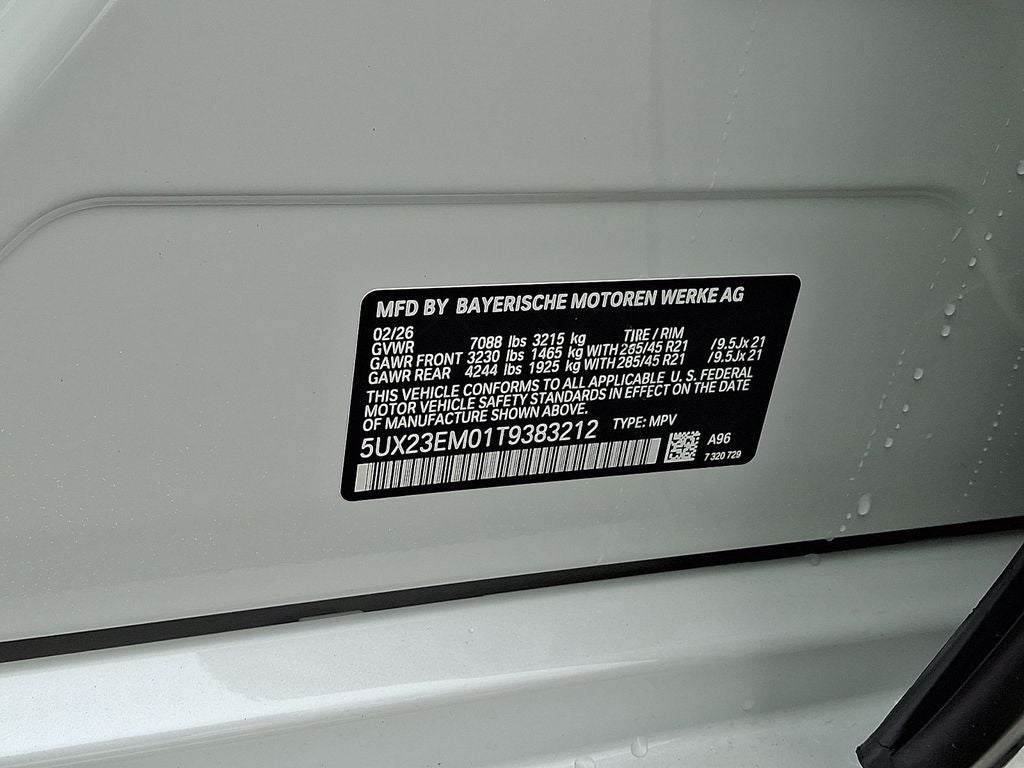 MFD BY BAYERISCHE MOTOREN WERKE AG
02/26 TIRE / RIM
GVWR 7088 lbs 3215 kg
GAWR FRONT 3230 lbs 1465 kg WITH 285/45 R21 /9.5Jx 21
GAWR REAR 4244 lbs 1925 kg WITH 285/45 R21 /9.5Jx 21
THIS VEHICLE CONFORMS TO ALL APPLICABLE U.S. FEDERAL
MOTOR VEHICLE SAFETY STANDARDS IN EFFECT ON THE DATE
OF MANUFACTURE SHOWN ABOVE.
5UX23EM01T9383212 TYPE: MPV
A96
7 320 729